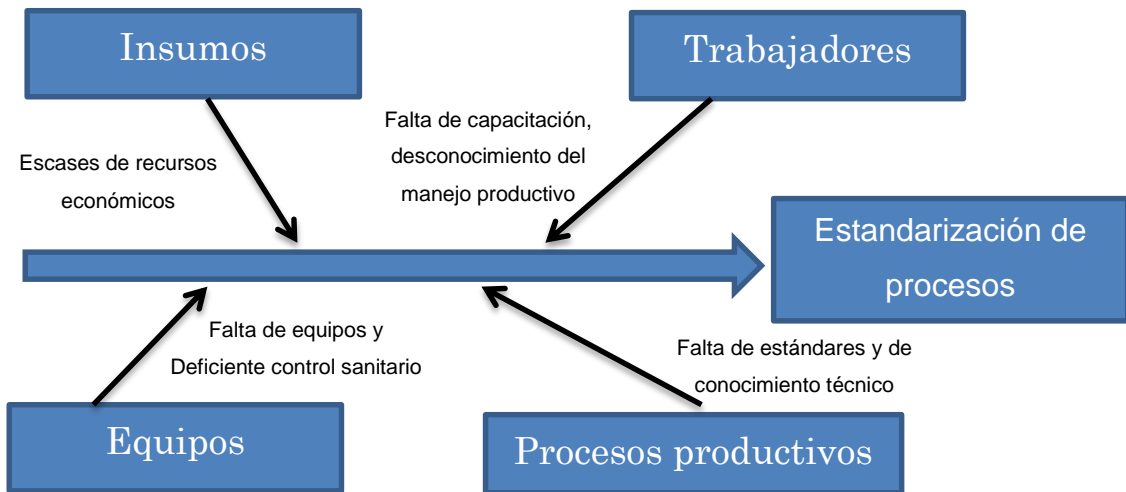 Insumos
Trabajadores
Falta de capacitación,
desconocimiento del
manejo productivo
Escases de recursos
económicos
Estandarización de
procesos
Falta de equipos y
Deficiente control sanitario
Falta de estándares y de
conocimiento técnico
Equipos
Procesos productivos